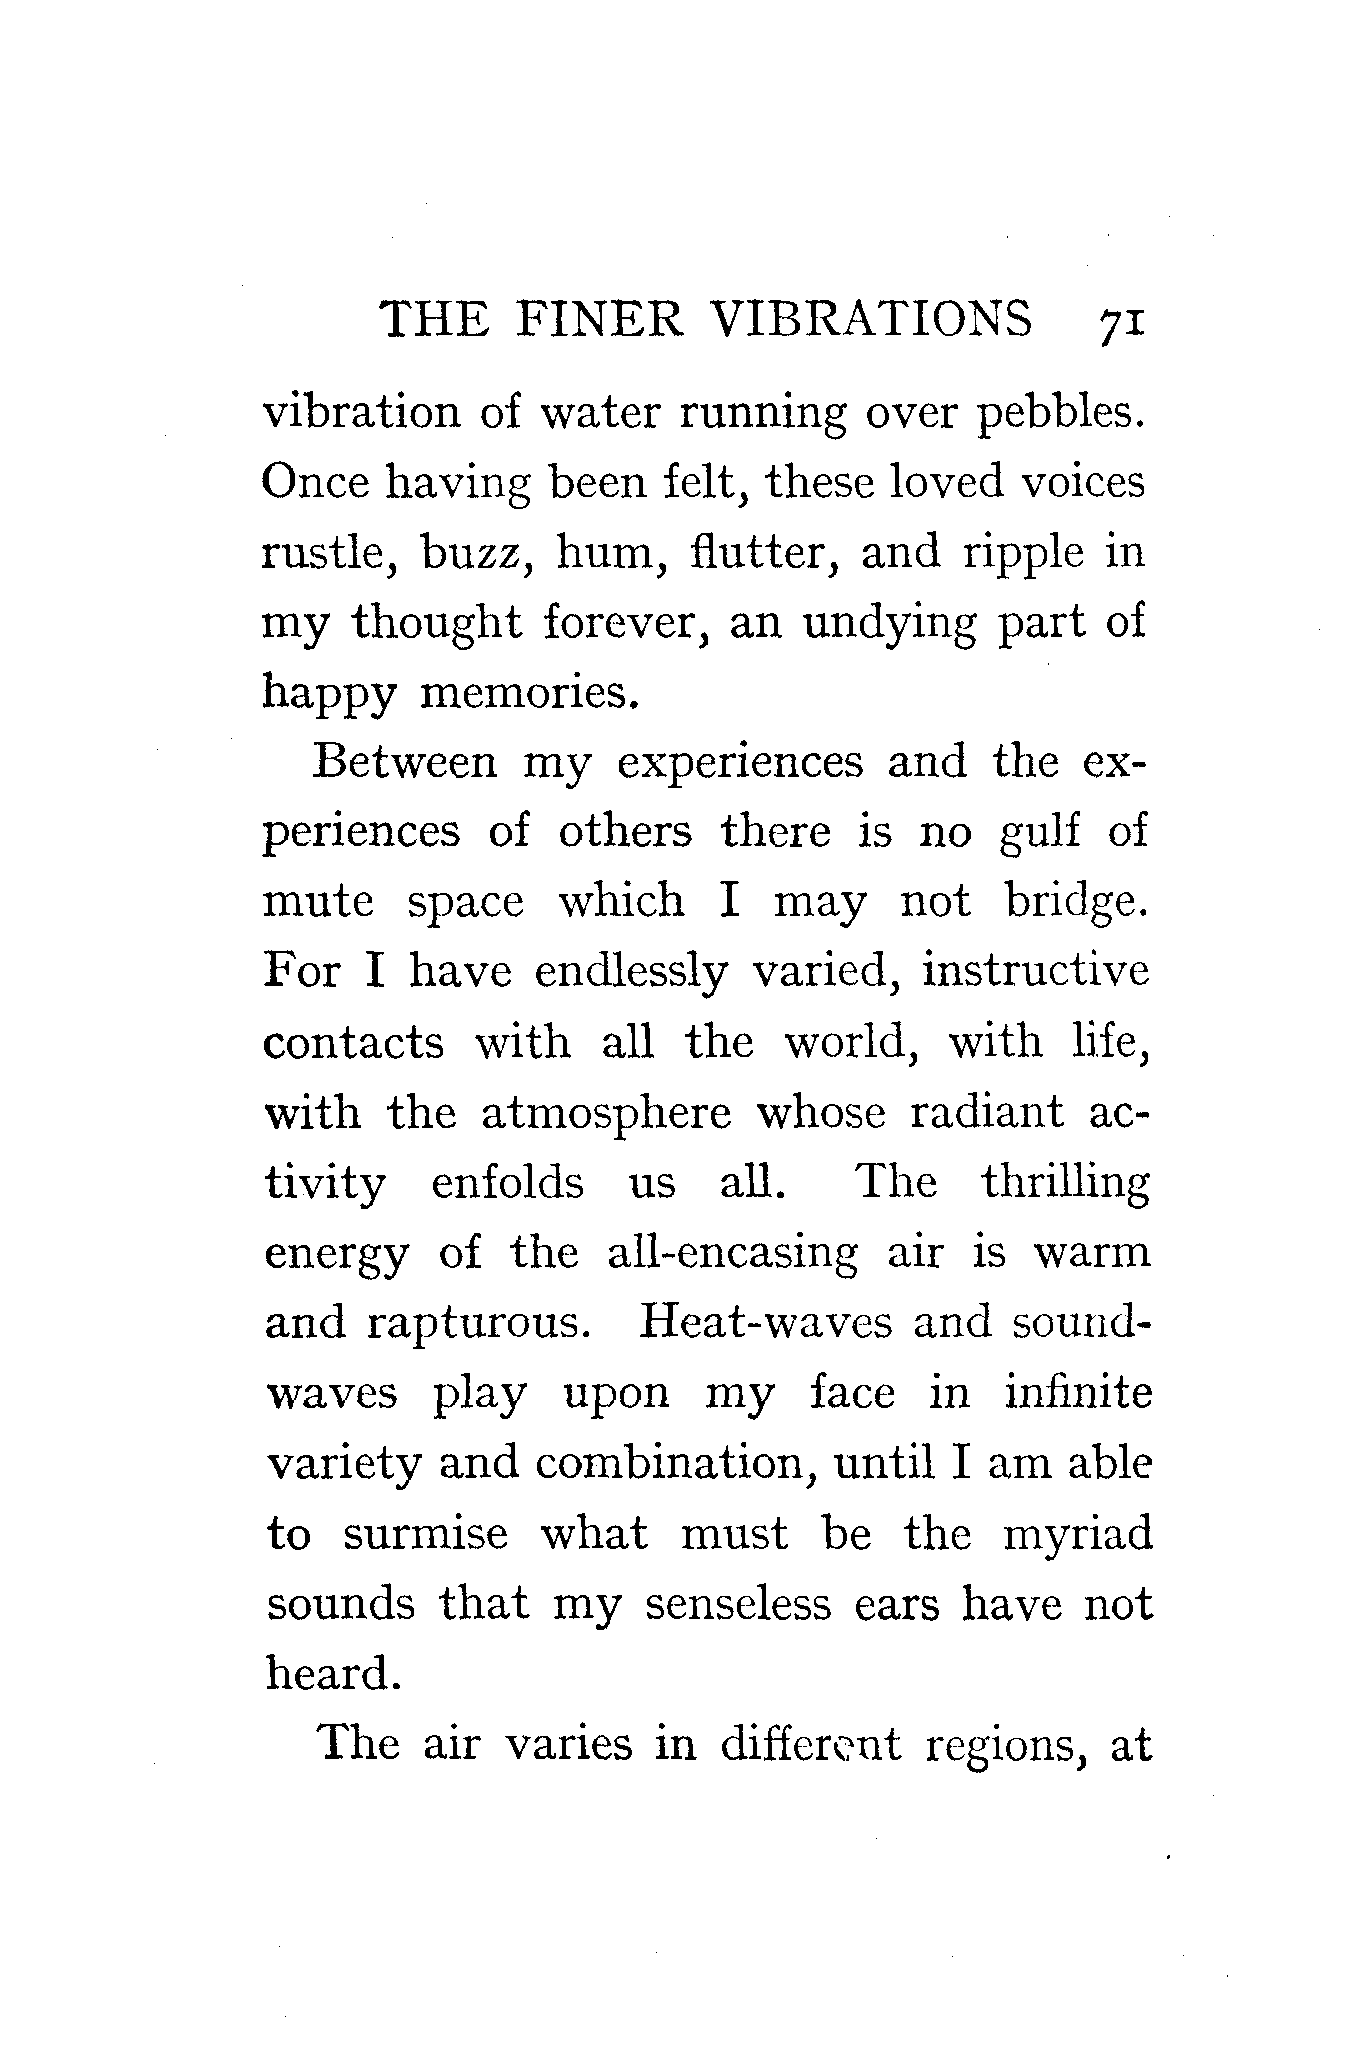 THE FINER VIBRATIONS 71
vibration of water running over pebbles.
Once having been felt, these loved voices
rustle, buzz, hum, flutter, and ripple in
my thought forever, an undying part of
happy memories.
Between my experiences and the ex-
periences of others there is no gulf of
mute space which I may not bridge.
For I have endlessly varied, instructive
contacts with all the world, with life,
with the atmosphere whose radiant ac-
tivity enfolds us all. The thrilling
energy of the all-encasing air is warm
and rapturous. Heat-waves and sound-
waves play upon my face in infinite
variety and combination, until I am able
to surmise what must be the myriad
sounds that my senseless ears have not
heard.
The air varies in different regions, at